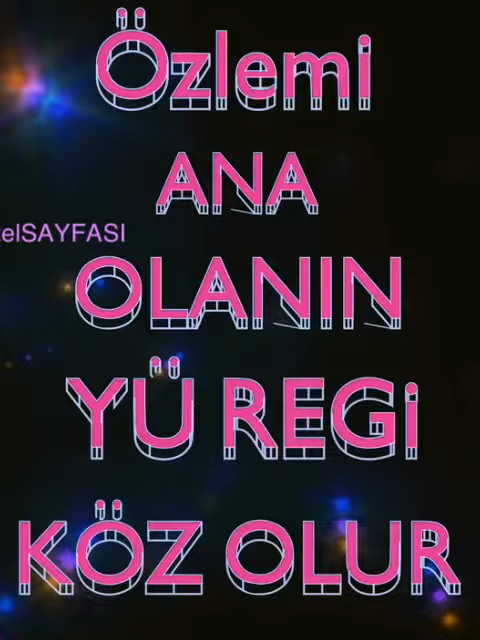 Özlemi
ANA
elSAYFASI
OLANIN
YÜ REGi
KÖZ OLUR